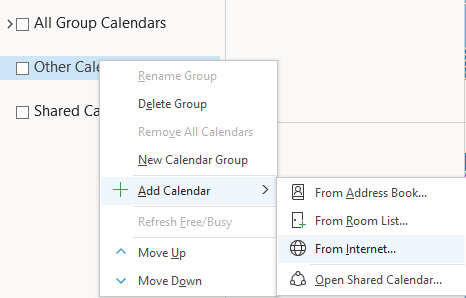 All Group Calendars
Other Cale
Shared Ca
Rename Group
Delete Group
Remove All Calendars
New Calendar Group
Add Calendar
Refresh Free/Busy
Move Up
Move Down
From Address Book...
From Room List...
From Internet...
Open Shared Calendar...